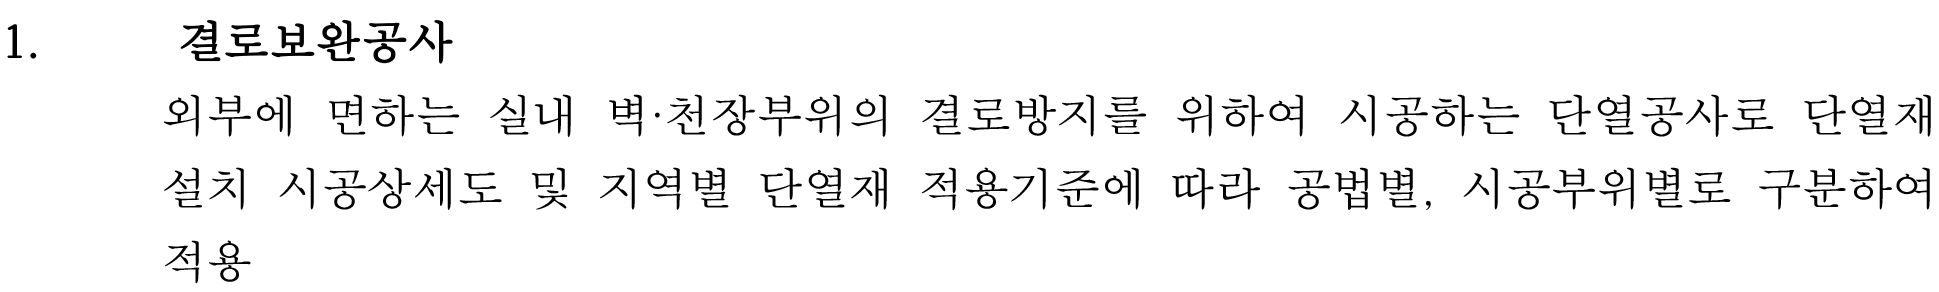 1. 결로보완공사
외부에 면하는 실내 벽·천장부위의 결로방지를 위하여 시공하는 단열공사로 단열재
설치 시공상세도 및 지역별 단열재 적용기준에 따라 공법별, 시공부위별로 구분하여
적용